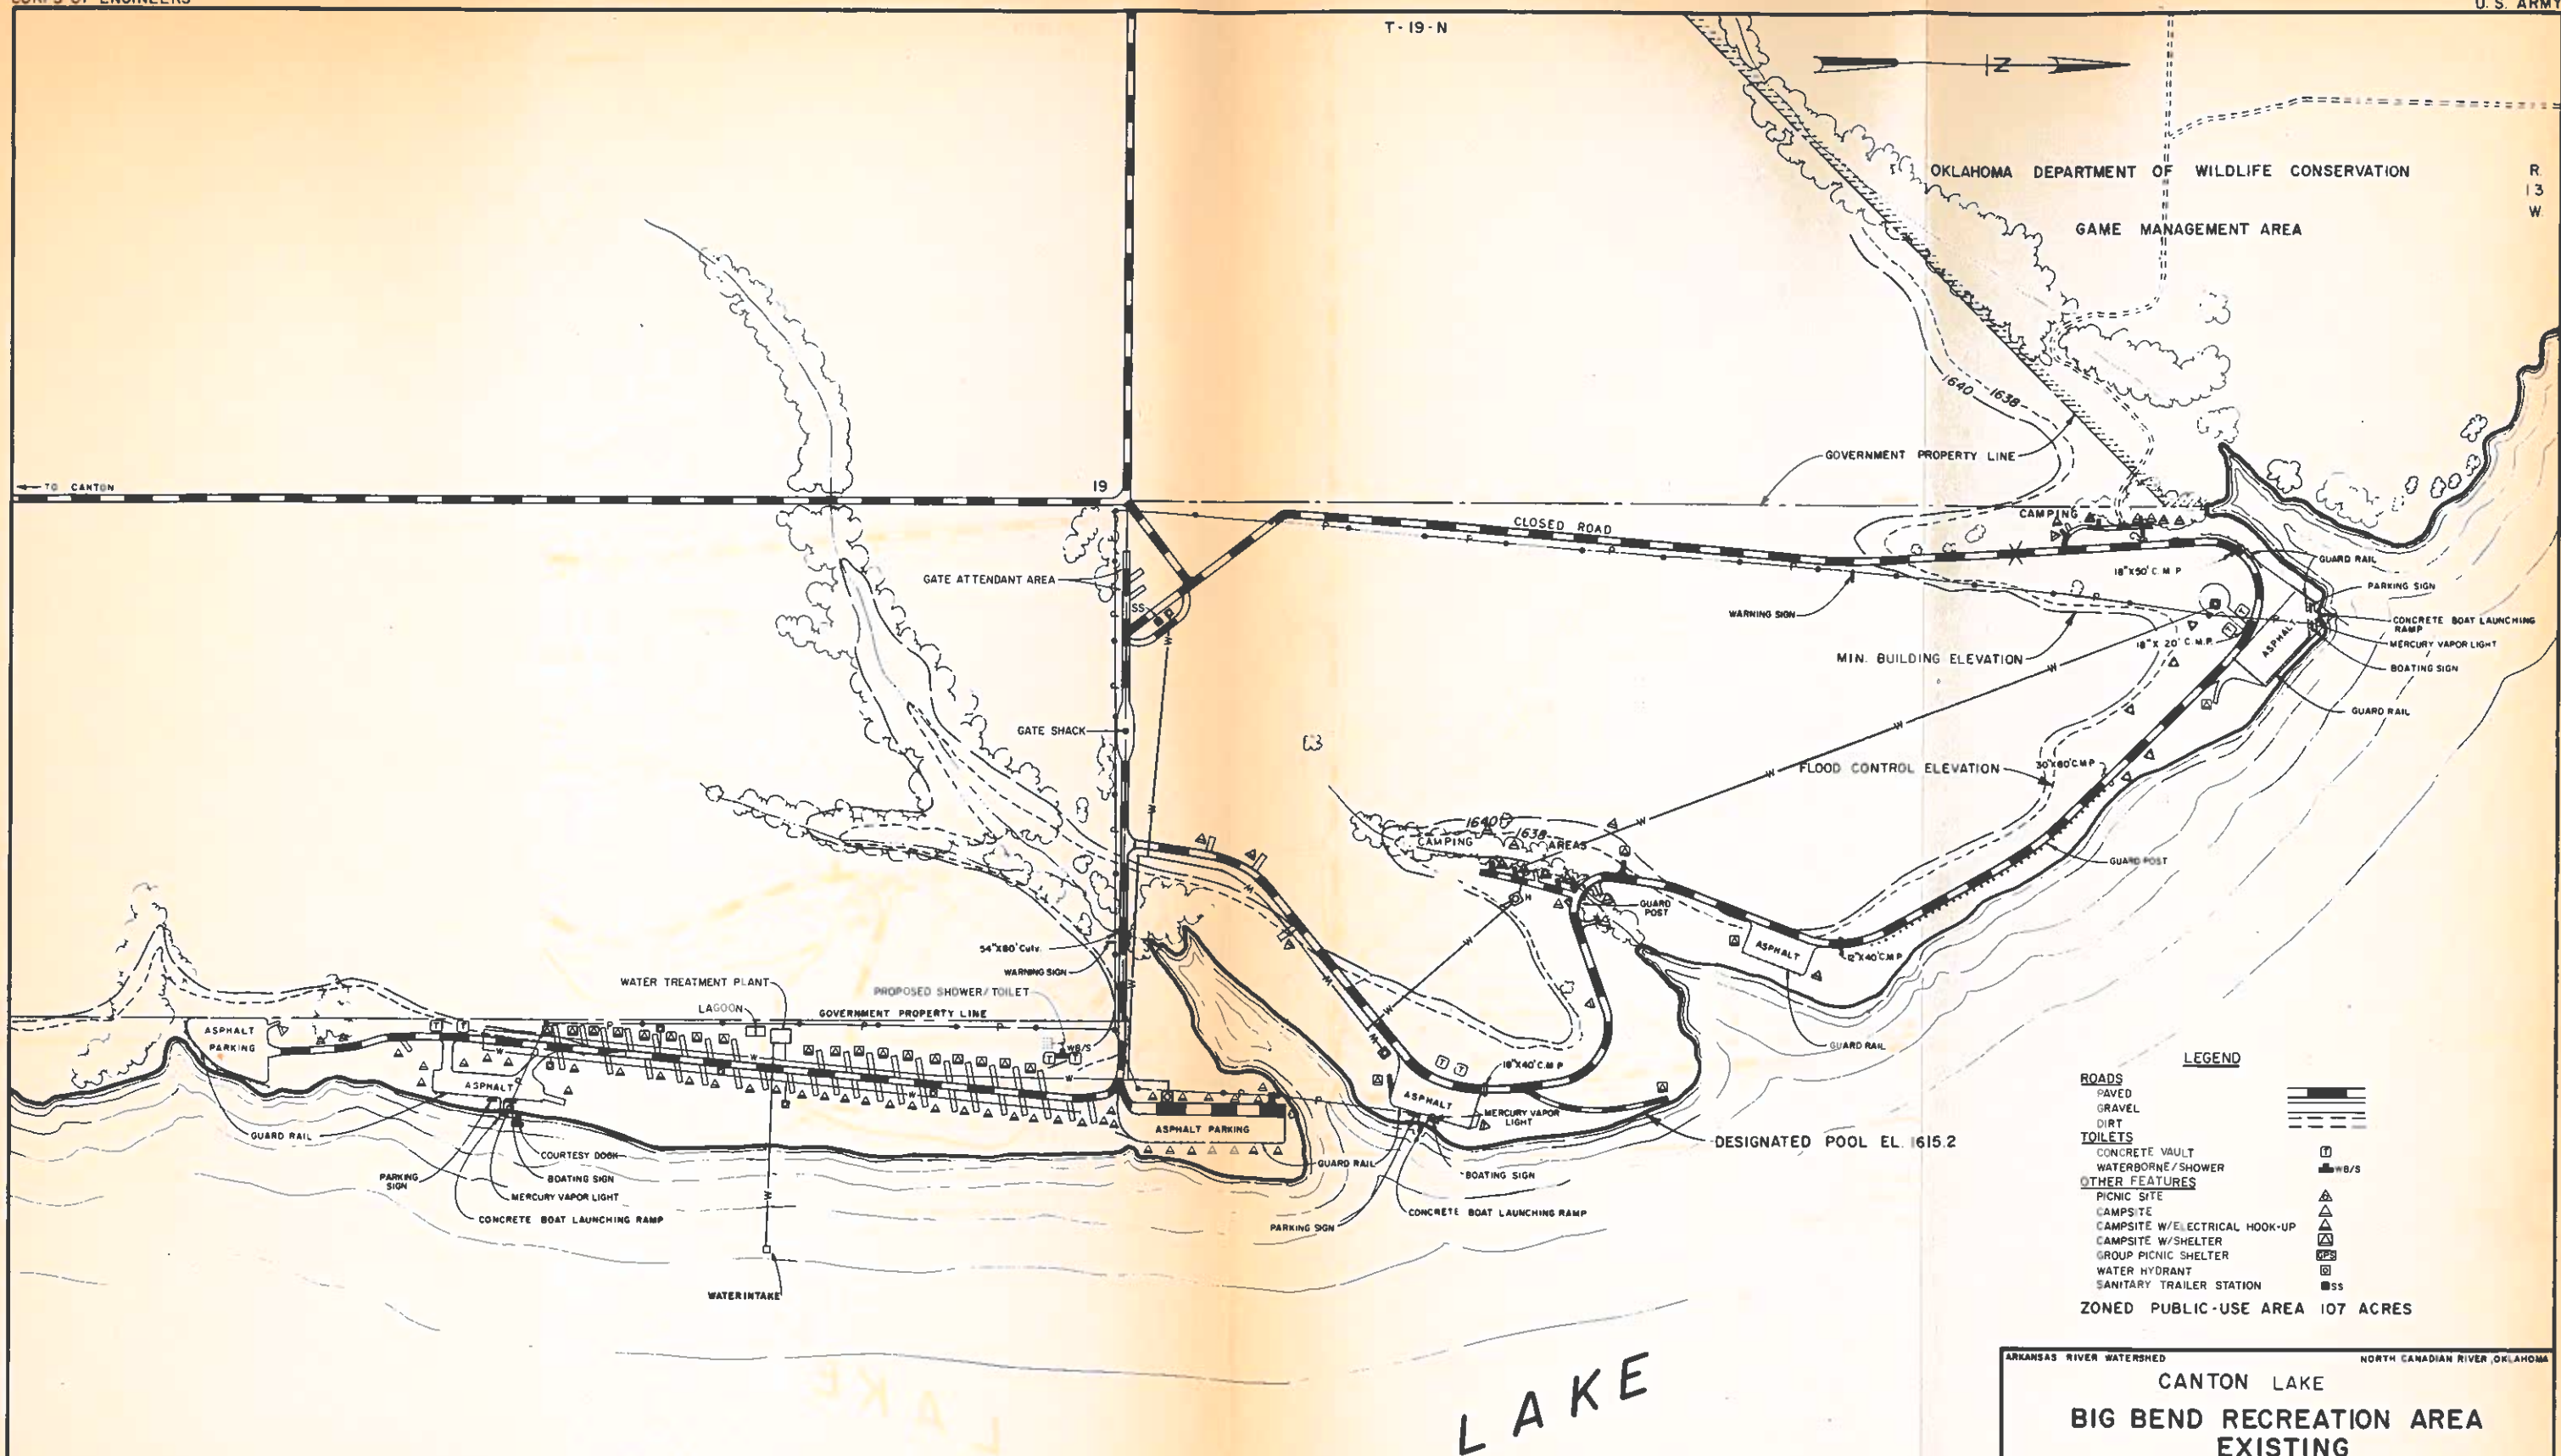 CORPS OF ENGINEERS
U. S. ARMY
T-19-N
N
OKLAHOMA DEPARTMENT OF WILDLIFE CONSERVATION
GAME MANAGEMENT AREA
R.
13
W.
1640
1638
GOVERNMENT PROPERTY LINE
TO CANTON
19
CLOSED ROAD
CAMPING
GUARD RAIL
18"X50' C.M.P
PARKING SIGN
CONCRETE BOAT LAUNCHING
RAMP
MERCURY VAPOR LIGHT
BOATING SIGN
GUARD RAIL
ASPHALT
18"X 20' C.M.P.
WARNING SIGN
MIN. BUILDING ELEVATION
GATE ATTENDANT AREA
SS
GATE SHACK
FLOOD CONTROL ELEVATION
30"X60'C.M.P
1640
1638
CAMPING AREAS
GUARD POST
GUARD
POST
H
ASPHALT
12"X40'C.M.P
GUARD RAIL
54"X80' Culv.
WARNING SIGN
WATER TREATMENT PLANT
PROPOSED SHOWER/TOILET
LAGOON
GOVERNMENT PROPERTY LINE
WB/S
ASPHALT
PARKING
ASPHALT
GUARD RAIL
PARKING
SIGN
COURTESY DOCK
BOATING SIGN
MERCURY VAPOR LIGHT
CONCRETE BOAT LAUNCHING RAMP
WATER INTAKE
ASPHALT PARKING
GUARD RAIL
18"X40' C.M.P
ASPHALT
MERCURY VAPOR
LIGHT
BOATING SIGN
PARKING SIGN
CONCRETE BOAT LAUNCHING RAMP
DESIGNATED POOL EL. 1615.2
LAKE
LEGEND
ROADS
PAVED
GRAVEL
DIRT
TOILETS
CONCRETE VAULT T
WATERBORNE/SHOWER WB/S
OTHER FEATURES
PICNIC SITE
CAMPSITE
CAMPSITE W/ELECTRICAL HOOK-UP
CAMPSITE W/SHELTER
GROUP PICNIC SHELTER GPS
WATER HYDRANT
SANITARY TRAILER STATION SS
ZONED PUBLIC-USE AREA 107 ACRES
ARKANSAS RIVER WATERSHED
NORTH CANADIAN RIVER, OKLAHOMA
CANTON LAKE
BIG BEND RECREATION AREA
EXISTING